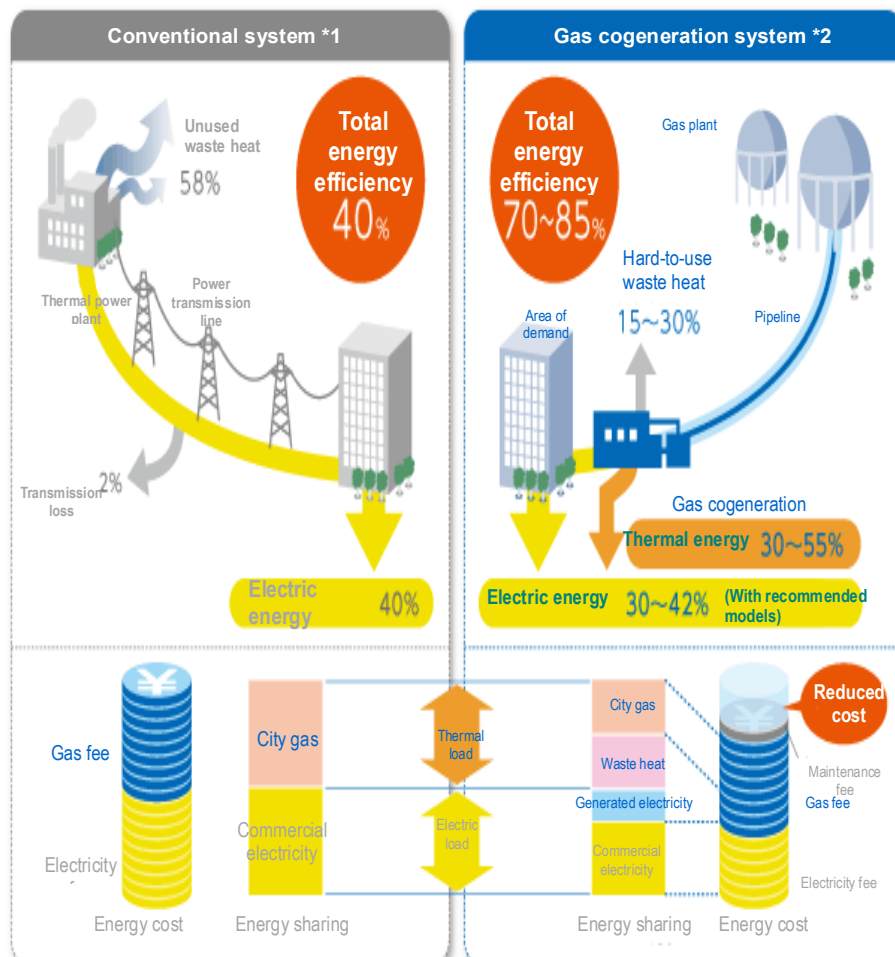 Conventional system *1
Unused
waste heat
58%
Total
energy
efficiency
40%
Thermal power
plant
Power
transmission
line
2%
Transmission
loss
Electric
energy
40%
Gas fee
Electricity
Energy cost
City gas
Commercial
electricity
Energy sharing
Thermal
load
Electric
load
Gas cogeneration system *2
Total
energy
efficiency
70~85%
Gas plant
Hard-to-use
waste heat
15~30%
Area of
demand
Pipeline
Gas cogeneration
Thermal energy 30~55%
Electric energy 30~42% (With recommended
models)
City gas
Waste heat
Generated electricity
Commercial
electricity
Energy sharing
¥
¥
Reduced
cost
Maintenance
fee
Gas fee
Electricity fee
Energy cost